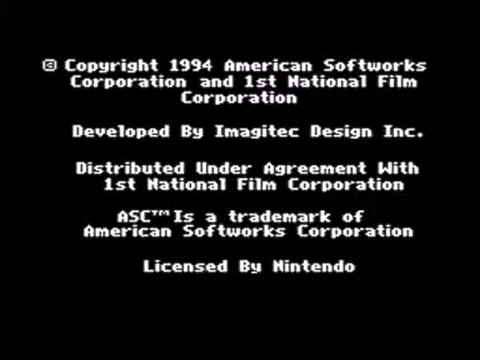 © Copyright 1994 American Softworks
Corporation and 1st National Film
Corporation
Developed By Imagitec Design Inc.
Distributed Under Agreement With
1st National Film Corporation
ASC™ Is a trademark of
American Softworks Corporation
Licensed By Nintendo